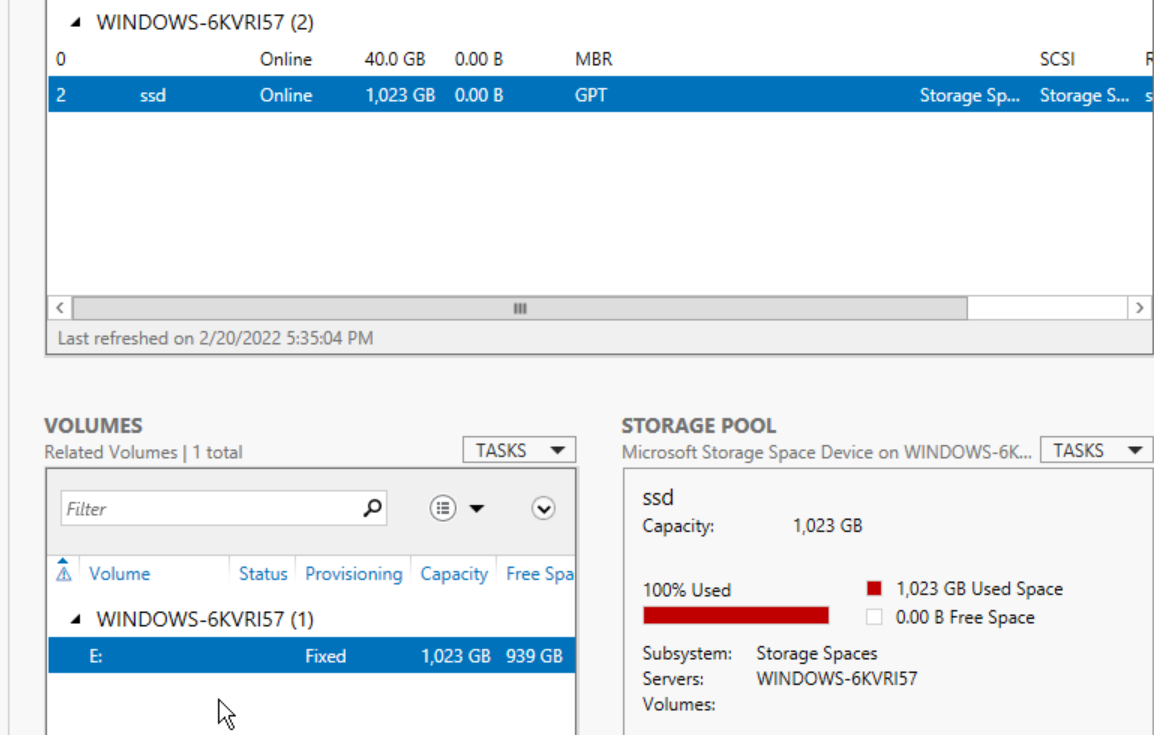 WINDOWS-6KVRI57 (2)
0 Online 40.0 GB 0.00 B MBR SCSI
2 ssd Online 1,023 GB 0.00 B GPT Storage Sp... Storage S... s
Last refreshed on 2/20/2022 5:35:04 PM
VOLUMES
Related Volumes | 1 total TASKS
Filter
Volume Status Provisioning Capacity Free Spa
WINDOWS-6KVRI57 (1)
E: Fixed 1,023 GB 939 GB
STORAGE POOL
Microsoft Storage Space Device on WINDOWS-6K... TASKS
ssd
Capacity: 1,023 GB
100% Used
1,023 GB Used Space
0.00 B Free Space
Subsystem: Storage Spaces
Servers: WINDOWS-6KVRI57
Volumes: